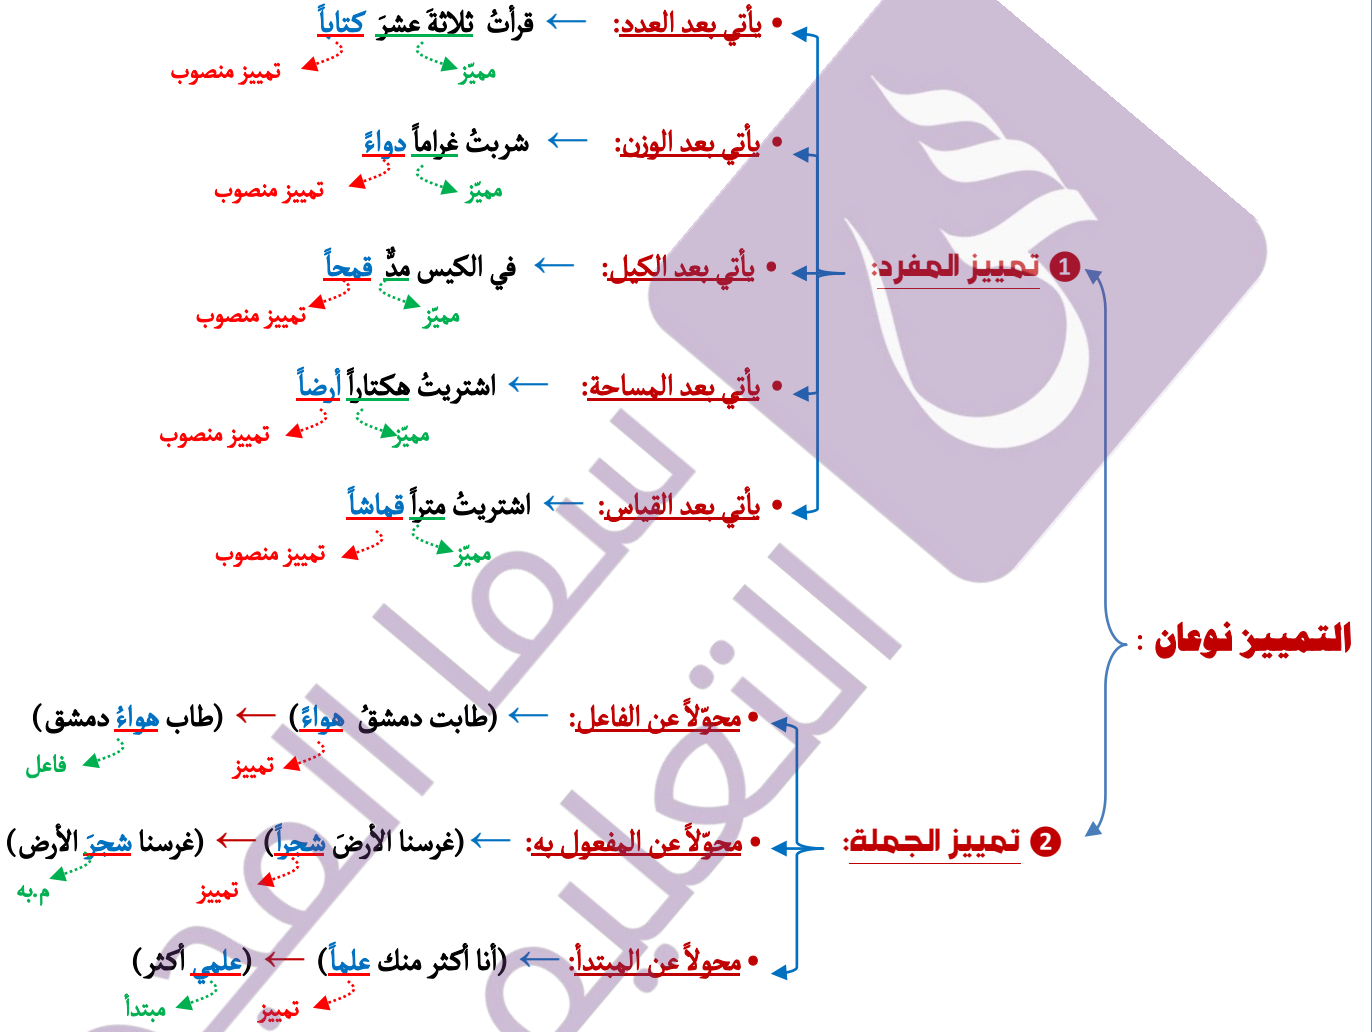 • يأتي بعد العدد: ← قرأتُ ثلاثةَ عشرَ كتاباً
مميّز تمييز منصوب
• يأتي بعد الوزن: ← شربتُ غراماً دواءً
مميّز تمييز منصوب
❶ تمييز المفرد: • يأتي بعد الكيل: ← في الكيس مدٌّ قمحاً
مميّز تمييز منصوب
• يأتي بعد المساحة: ← اشتريتُ هكتاراً أرضاً
مميّز تمييز منصوب
• يأتي بعد القياس: ← اشتريتُ متراً قماشاً
مميّز تمييز منصوب
التمييز نوعان :
• محوّلاً عن الفاعل: ← (طابت دمشقُ هواءً) ← (طاب هواءُ دمشق)
تمييز فاعل
❷ تمييز الجملة: • محوّلاً عن المفعول به: ← (غرسنا الأرضَ شجراً) ← (غرسنا شجرَ الأرض)
تمييز م.به
• محولاً عن المبتدأ: ← (أنا أكثر منك علماً) ← (علمي أكثر)
تمييز مبتدأ